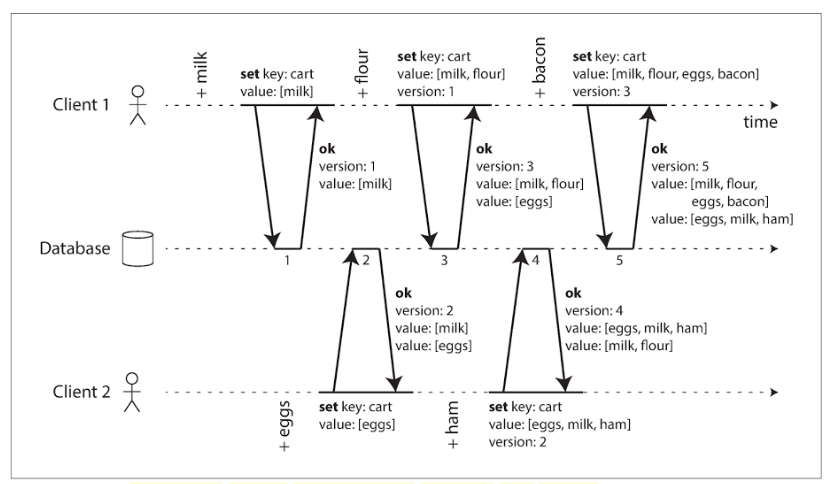 + milk
set key: cart
value: [milk]
+ flour
set key: cart
value: [milk, flour]
version: 1
+ bacon
set key: cart
value: [milk, flour, eggs, bacon]
version: 3
Client 1
time
ok
version: 1
value: [milk]
ok
version: 3
value: [milk, flour]
value: [eggs]
ok
version: 5
value: [milk, flour,
eggs, bacon]
value: [eggs, milk, ham]
Database
1
2
3
4
5
ok
version: 2
value: [milk]
value: [eggs]
ok
version: 4
value: [eggs, milk, ham]
value: [milk, flour]
Client 2
+ eggs
set key: cart
value: [eggs]
+ ham
set key: cart
value: [eggs, milk, ham]
version: 2